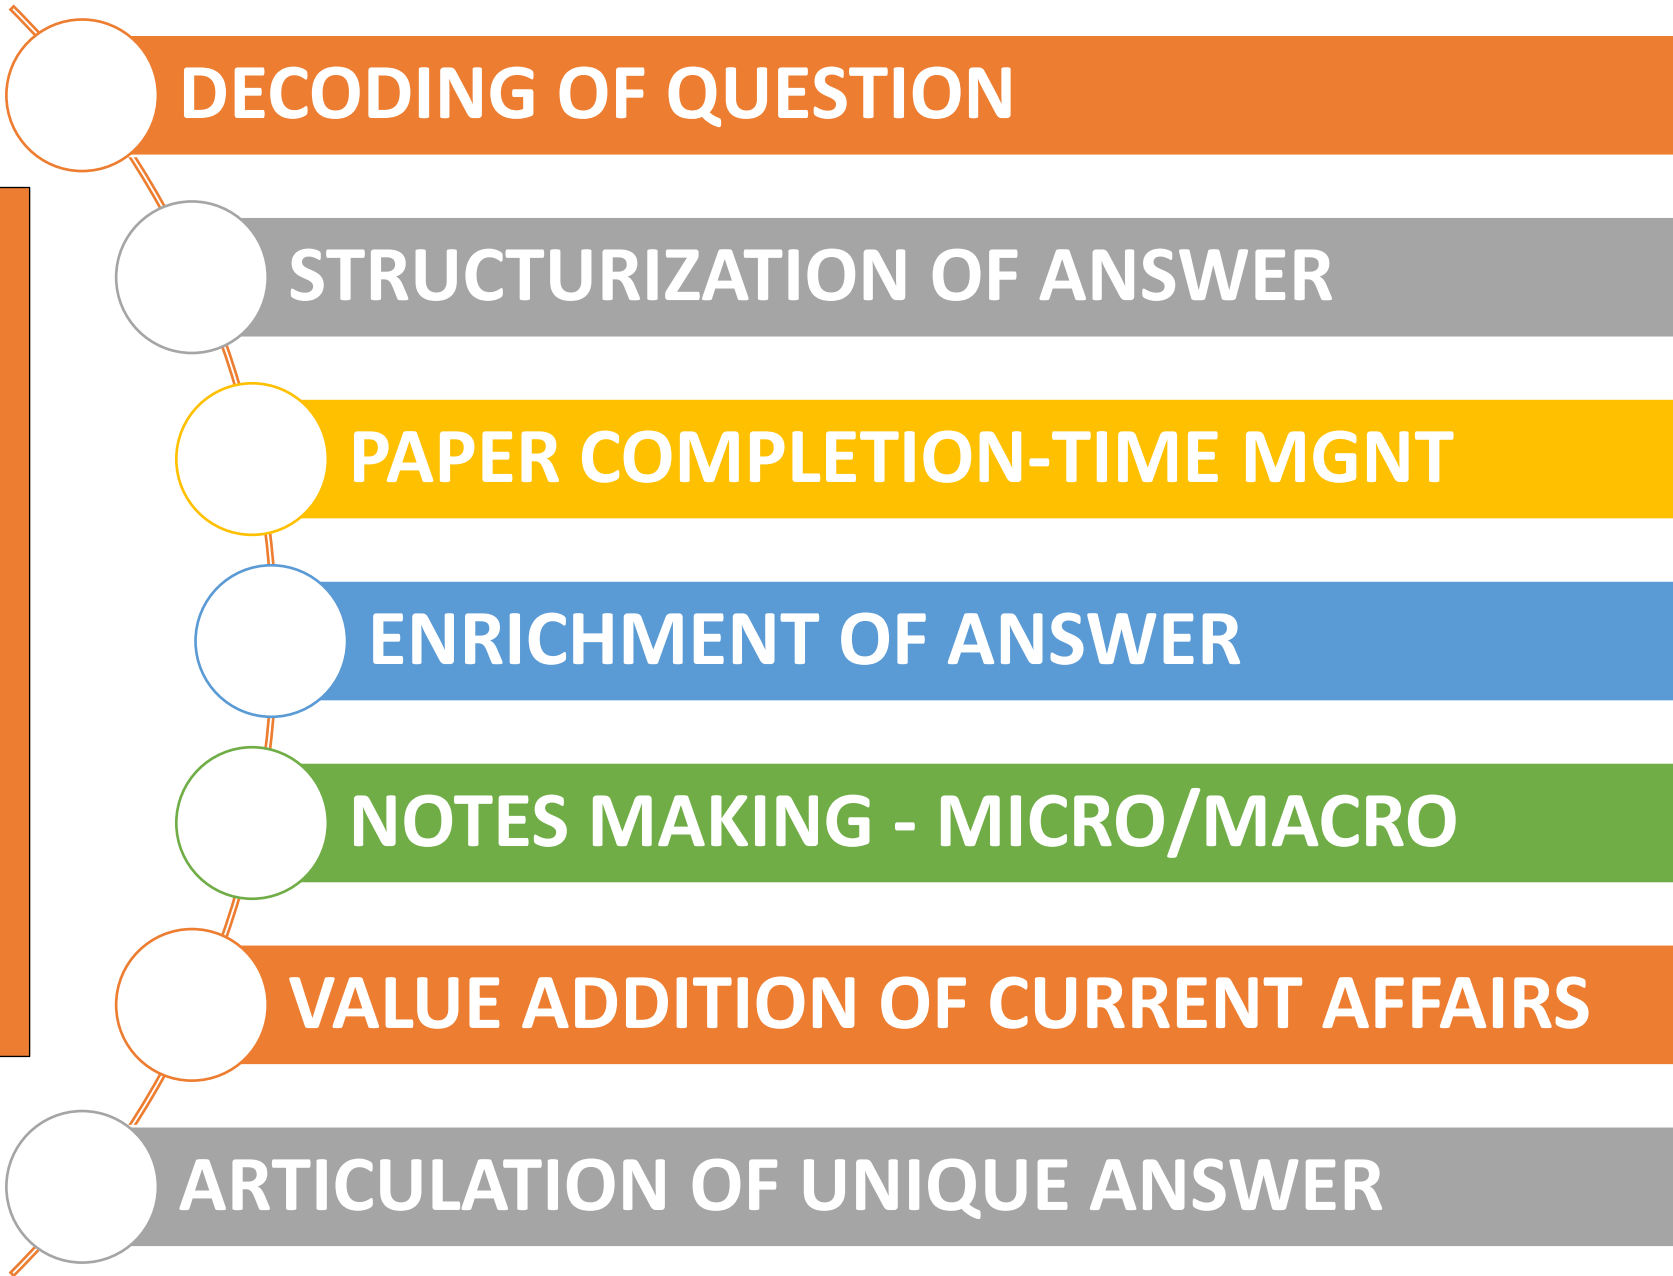 DECODING OF QUESTION
STRUCTURIZATION OF ANSWER
PAPER COMPLETION-TIME MGNT
ENRICHMENT OF ANSWER
NOTES MAKING - MICRO/MACRO
VALUE ADDITION OF CURRENT AFFAIRS
ARTICULATION OF UNIQUE ANSWER